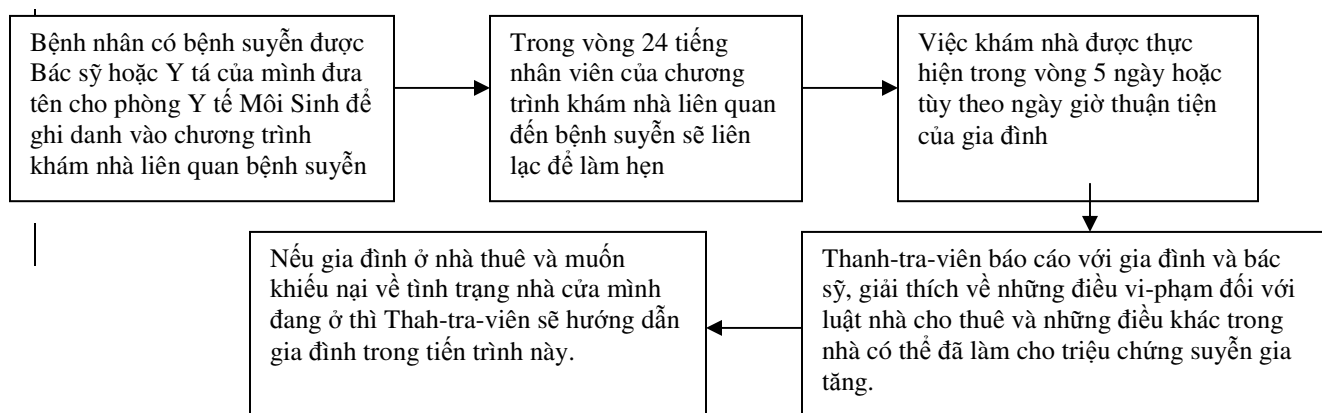 Bệnh nhân có bệnh suyễn được
Bác sỹ hoặc Y tá của mình đưa
tên cho phòng Y tế Môi Sinh để
ghi danh vào chương trình
khám nhà liên quan bệnh suyễn
Trong vòng 24 tiếng
nhân viên của chương
trình khám nhà liên quan
đến bệnh suyễn sẽ liên
lạc để làm hẹn
Việc khám nhà được thực
hiện trong vòng 5 ngày hoặc
tùy theo ngày giờ thuận tiện
của gia đình
Thanh-tra-viên báo cáo với gia đình và bác
sỹ, giải thích về những điều vi-phạm đối với
luật nhà cho thuê và những điều khác trong
nhà có thể đã làm cho triệu chứng suyễn gia
tăng.
Nếu gia đình ở nhà thuê và muốn
khiếu nại về tình trạng nhà cửa mình
đang ở thì Thah-tra-viên sẽ hướng dẫn
gia đình trong tiến trình này.